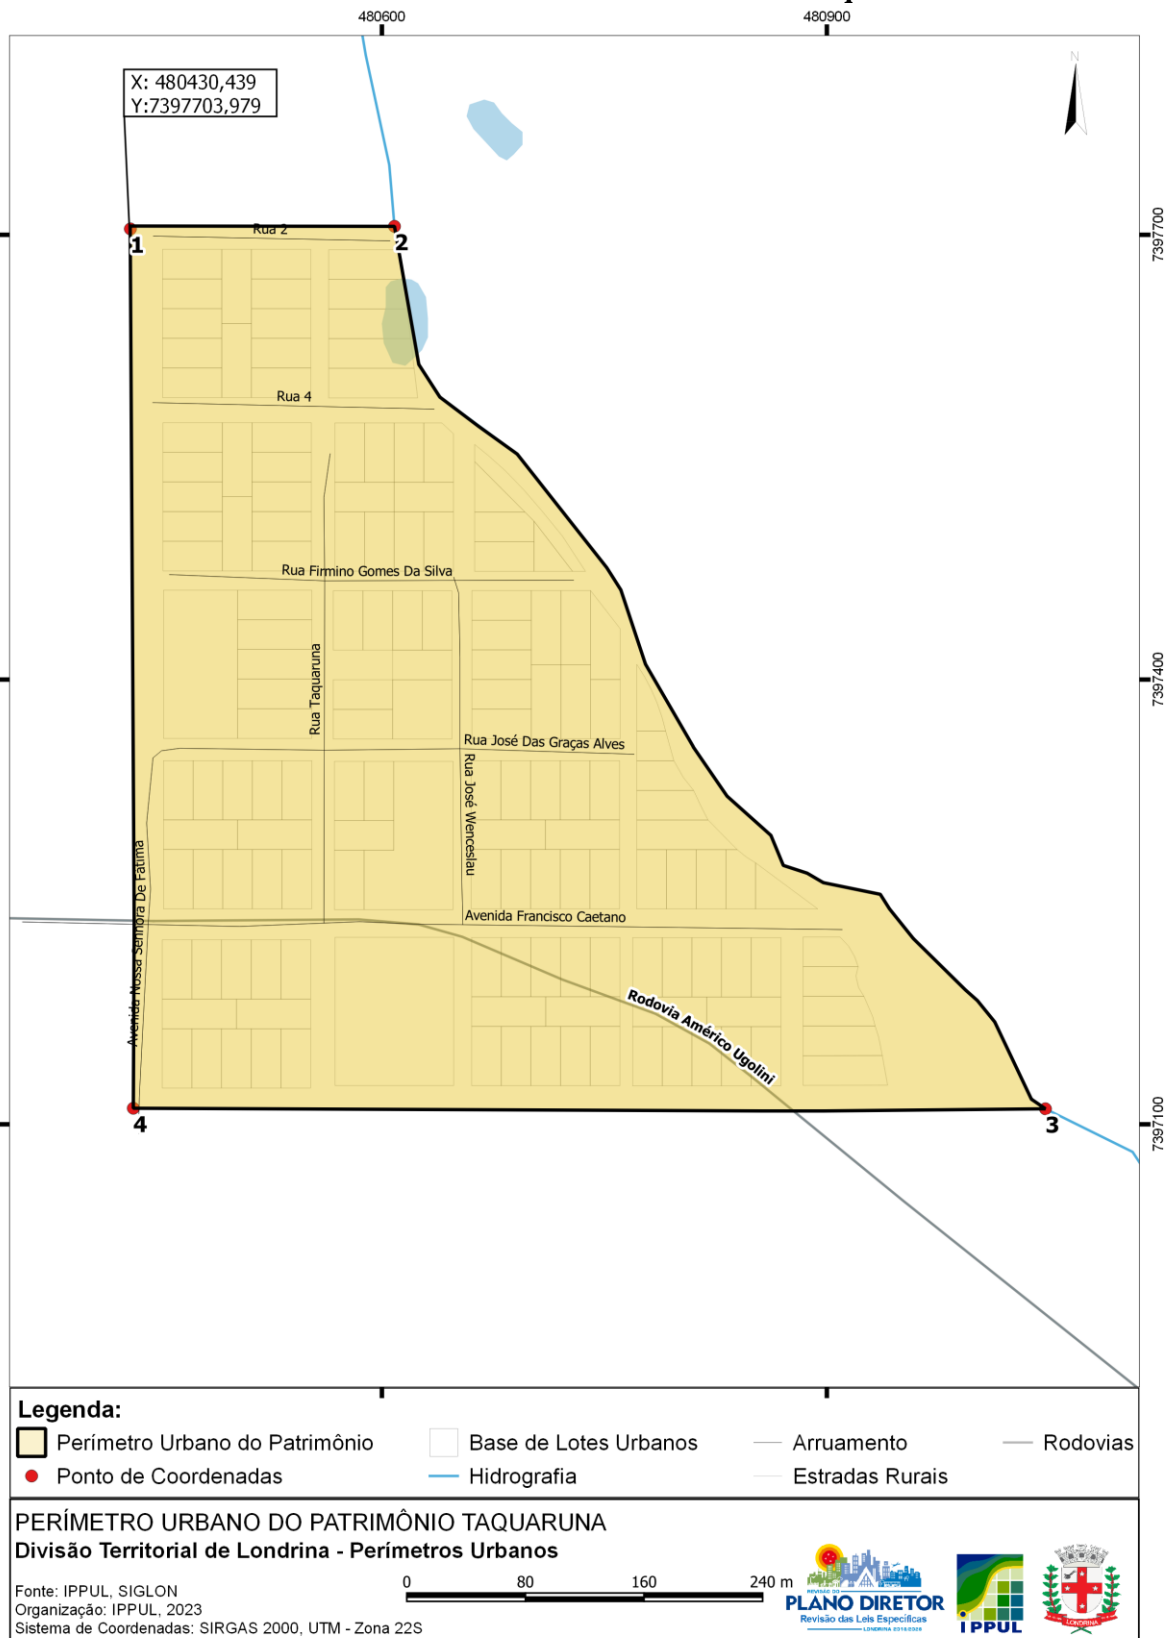 480600
480900
X: 480430,439
Y:7397703,979
N
7397700
1
Rua 2
2
Rua 4
Rua Firmino Gomes Da Silva
Rua Taquaruna
7397400
Rua José Das Graças Alves
Rua José Wenceslau
Avenida Nossa Senhora De Fatima
Avenida Francisco Caetano
Rodovia Américo Ugolini
4
3
7397100
Legenda:
Perímetro Urbano do Patrimônio
Base de Lotes Urbanos
Arruamento
Rodovias
Ponto de Coordenadas
Hidrografia
Estradas Rurais
PERÍMETRO URBANO DO PATRIMÔNIO TAQUARUNA
Divisão Territorial de Londrina - Perímetros Urbanos
Fonte: IPPUL, SIGLON
Organização: IPPUL, 2023
Sistema de Coordenadas: SIRGAS 2000, UTM - Zona 22S
0 80 160 240 m
REVISÃO DO
PLANO DIRETOR
Revisão das Leis Específicas
IPPUL
LONDRINA